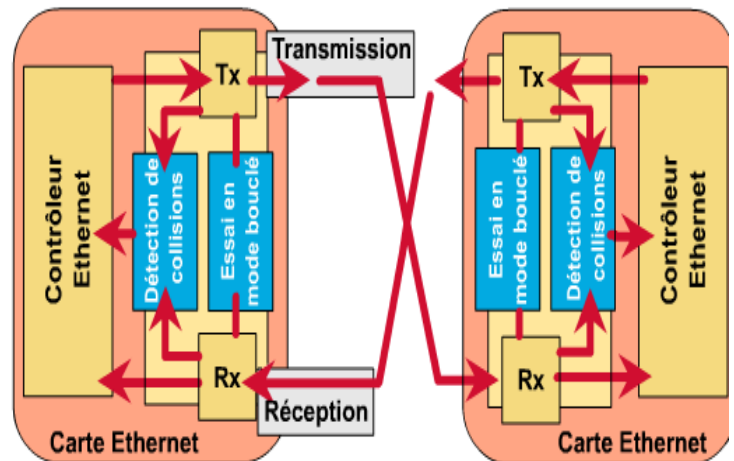 Tx
Transmission
Tx
Contrôleur
Ethernet
Détection de
collisions
Essai en
mode bouclé
Essai en
mode bouclé
Détection de
collisions
Contrôleur
Ethernet
Rx
Rx
Réception
Carte Ethernet
Carte Ethernet